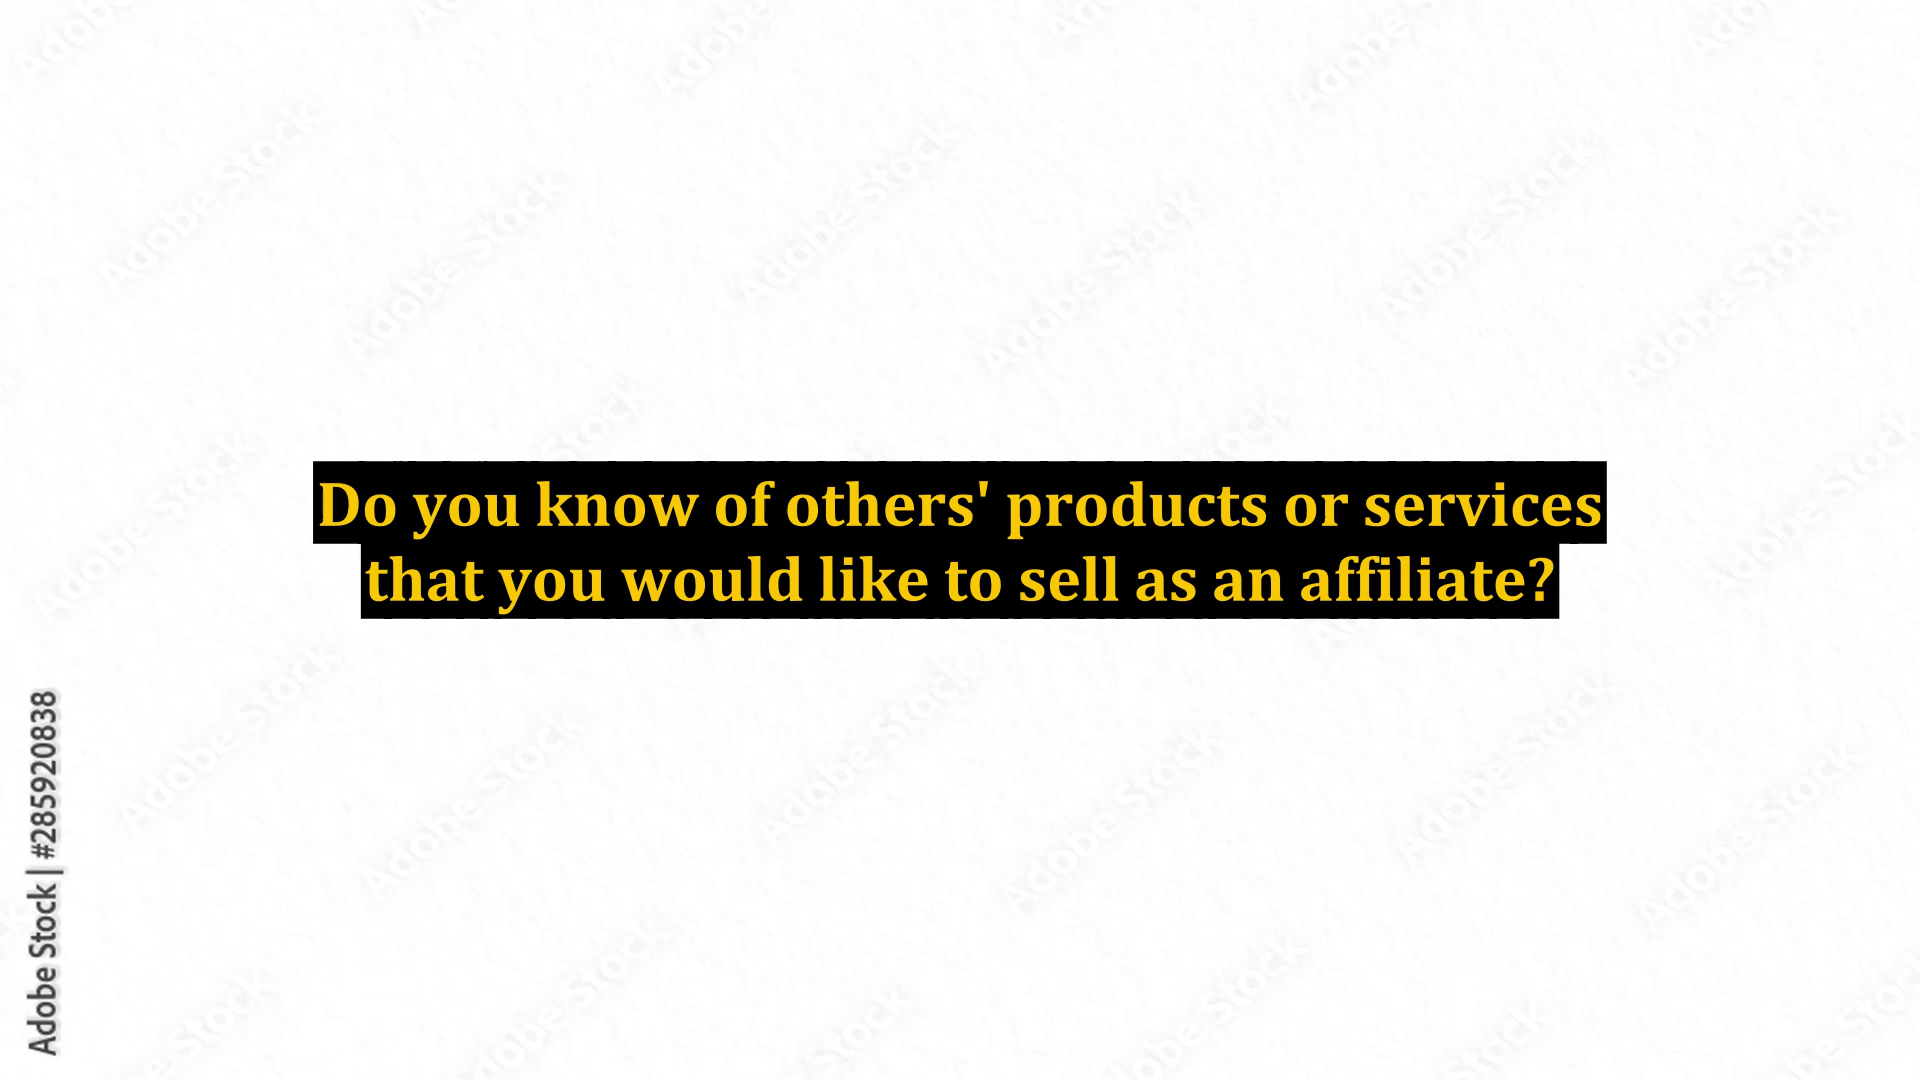 Do you know of others' products or services
that you would like to sell as an affiliate?
Adobe Stock | #285920838